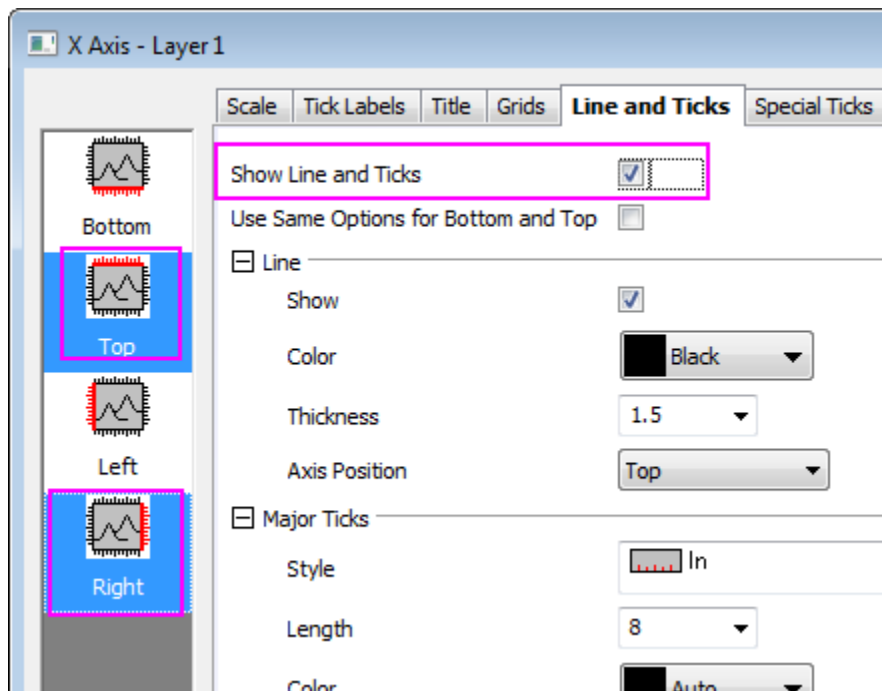 X Axis - Layer 1
Scale Tick Labels Title Grids Line and Ticks Special Ticks
Bottom
Top
Left
Right
Show Line and Ticks
Use Same Options for Bottom and Top
Line
Show
Color Black
Thickness 1.5
Axis Position Top
Major Ticks
Style In
Length 8
Color Auto